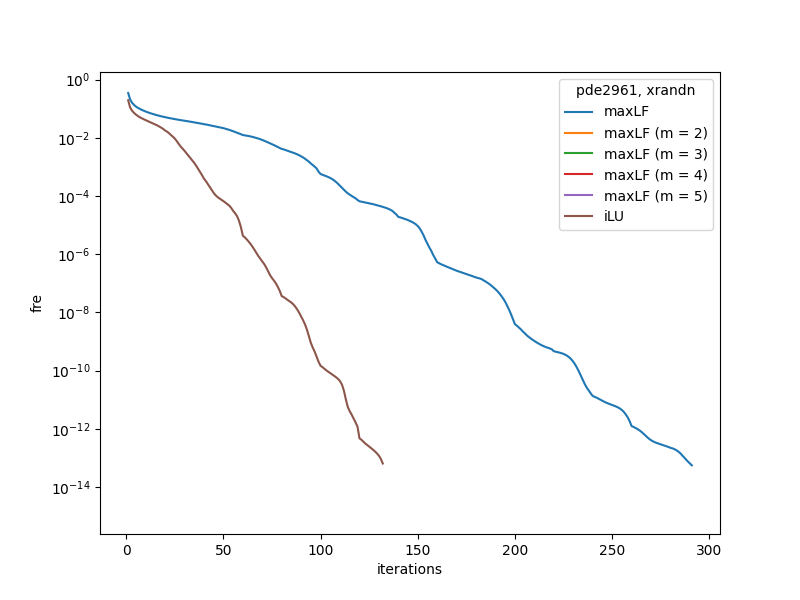 pde2961, xrandn
maxLF
maxLF (m = 2)
maxLF (m = 3)
maxLF (m = 4)
maxLF (m = 5)
iLU
fre
10⁰
10⁻²
10⁻⁴
10⁻⁶
10⁻⁸
10⁻¹⁰
10⁻¹²
10⁻¹⁴
0 50 100 150 200 250 300
iterations